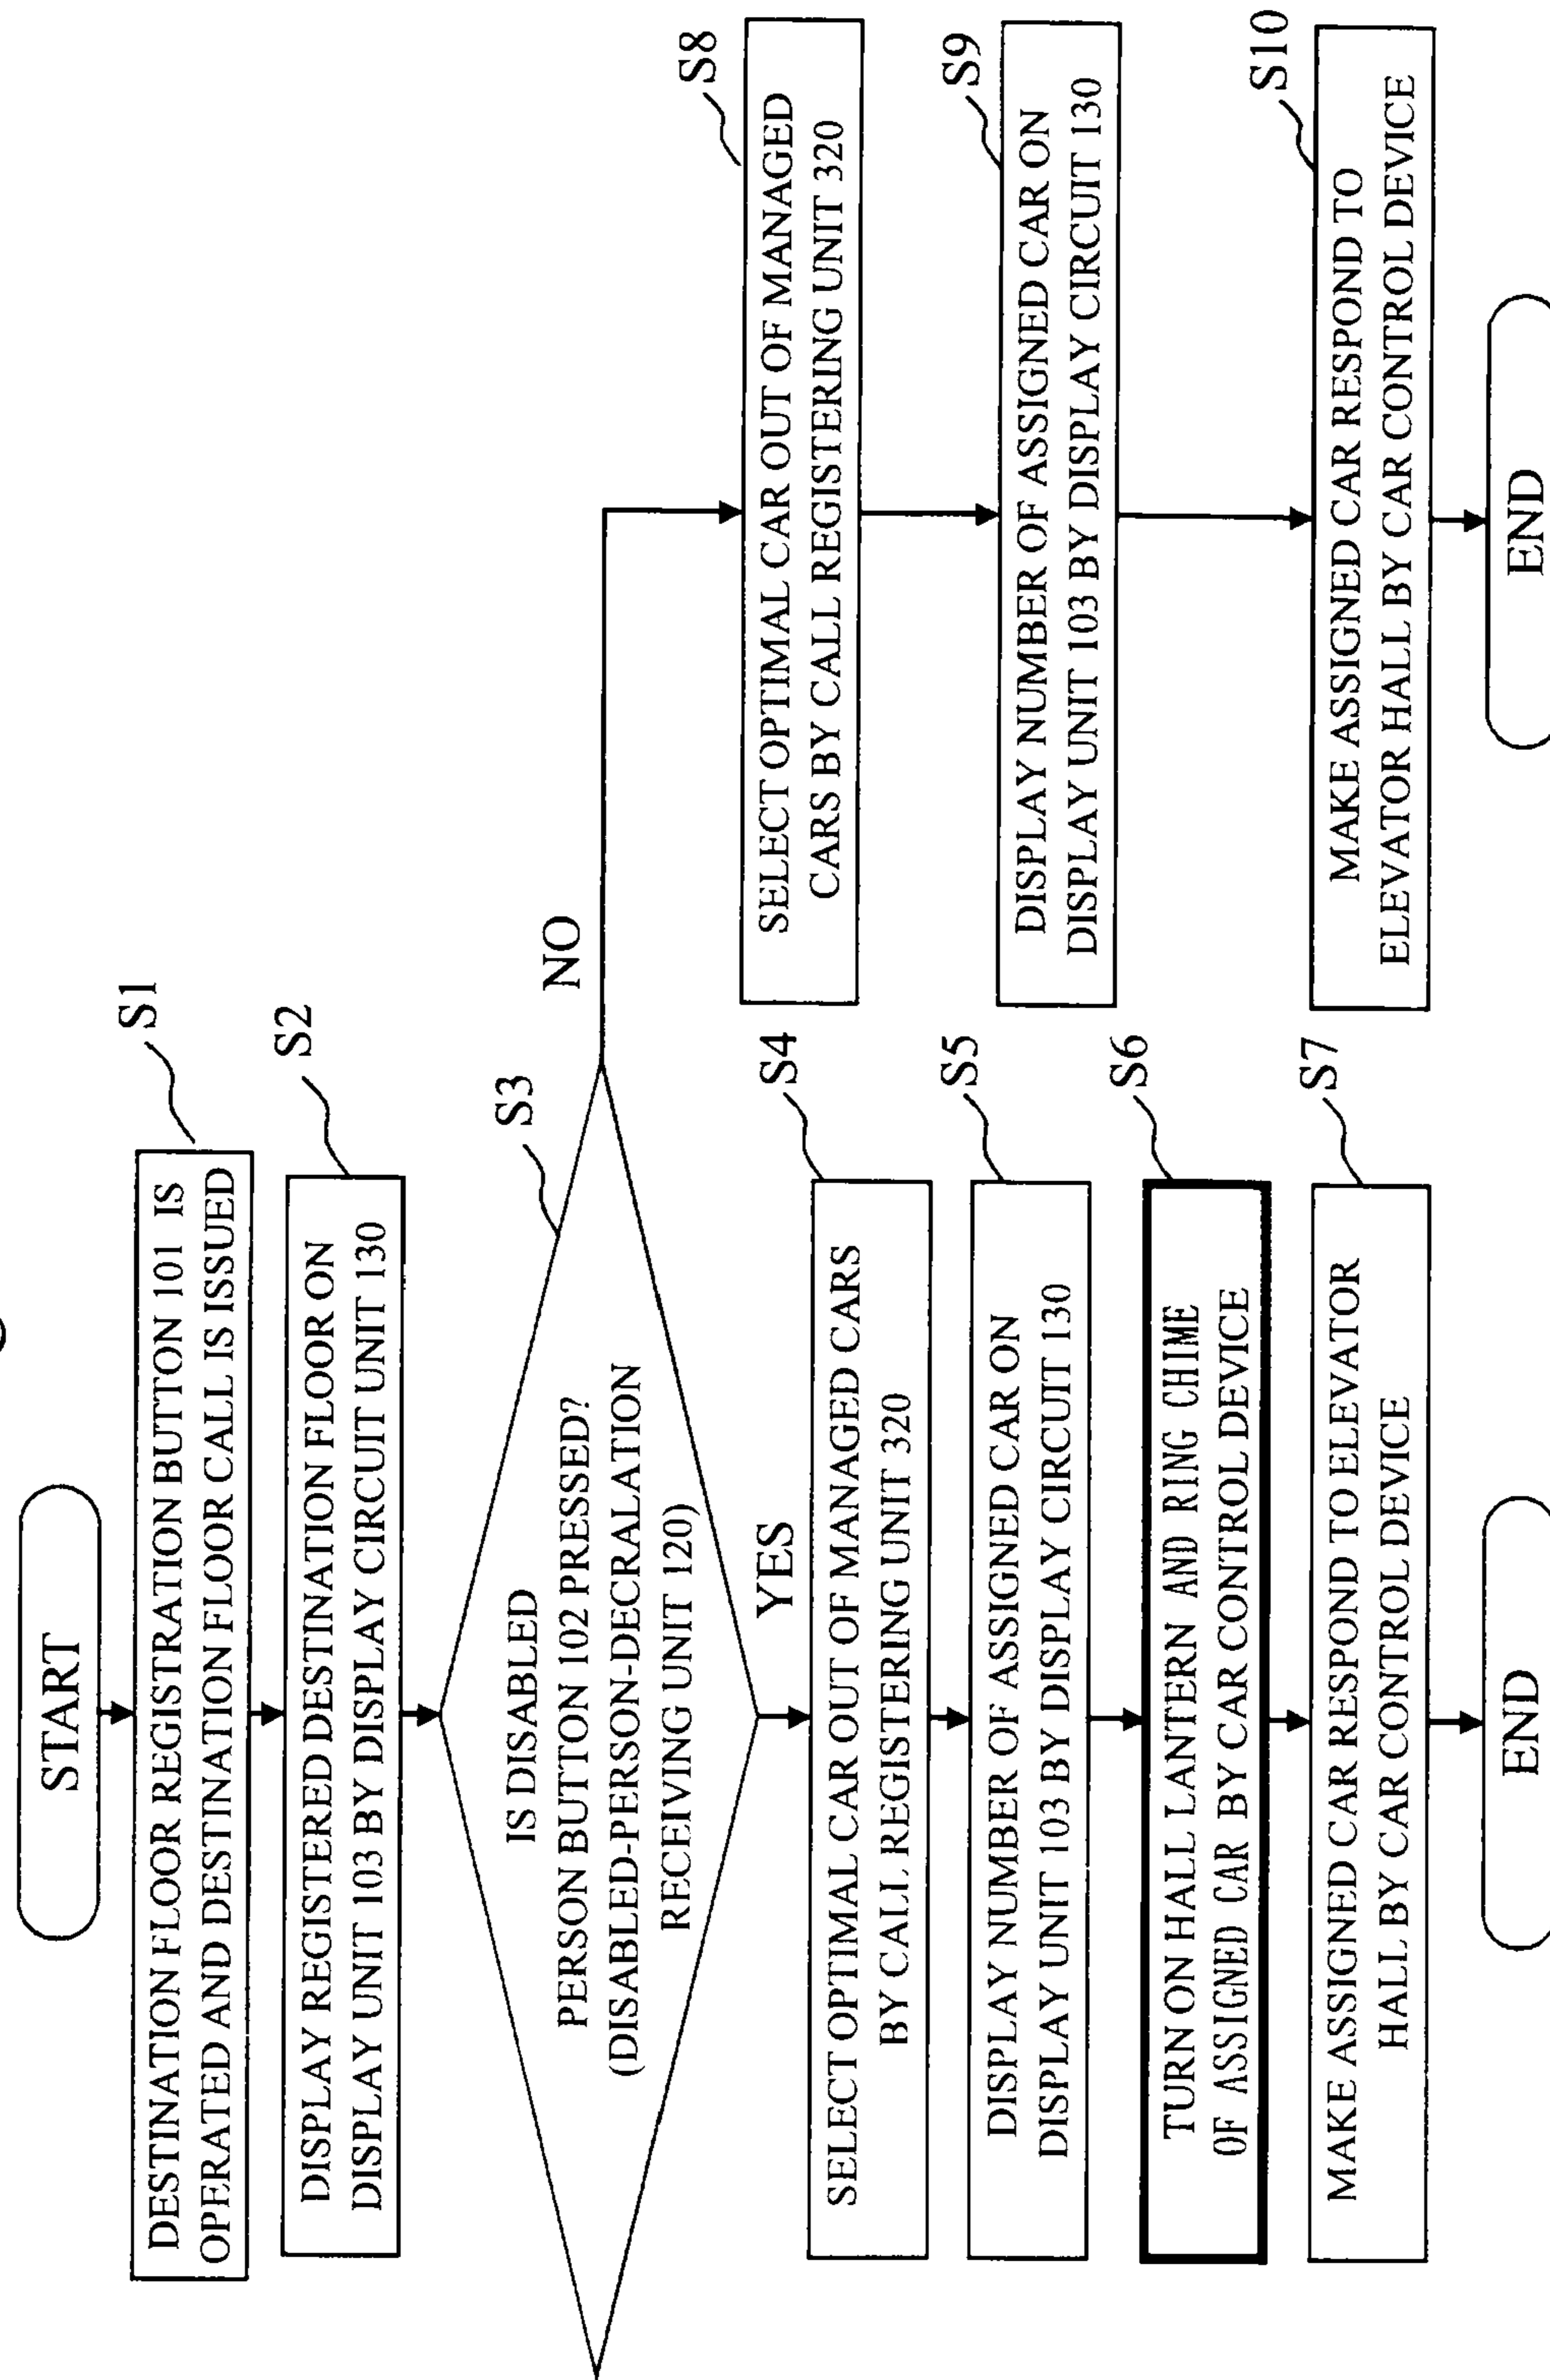 START
S1
DESTINATION FLOOR REGISTRATION BUTTON 101 IS
OPERATED AND DESTINATION FLOOR CALL IS ISSUED
S2
DISPLAY REGISTERED DESTINATION FLOOR ON
DISPLAY UNIT 103 BY DISPLAY CIRCUIT UNIT 130
S3
IS DISABLED
PERSON BUTTON 102 PRESSED?
(DISABLED-PERSON-DECRALATION
RECEIVING UNIT 120)
NO
YES
S4
SELECT OPTIMAL CAR OUT OF MANAGED CARS
BY CALL REGISTERING UNIT 320
S5
DISPLAY NUMBER OF ASSIGNED CAR ON
DISPLAY UNIT 103 BY DISPLAY CIRCUIT 130
S6
TURN ON HALL LANTERN AND RING CHIME
OF ASSIGNED CAR BY CAR CONTROL DEVICE
S7
MAKE ASSIGNED CAR RESPOND TO ELEVATOR
HALL BY CAR CONTROL DEVICE
END
S8
SELECT OPTIMAL CAR OUT OF MANAGED
CARS BY CALL REGISTERING UNIT 320
S9
DISPLAY NUMBER OF ASSIGNED CAR ON
DISPLAY UNIT 103 BY DISPLAY CIRCUIT 130
S10
MAKE ASSIGNED CAR RESPOND TO
ELEVATOR HALL BY CAR CONTROL DEVICE
END